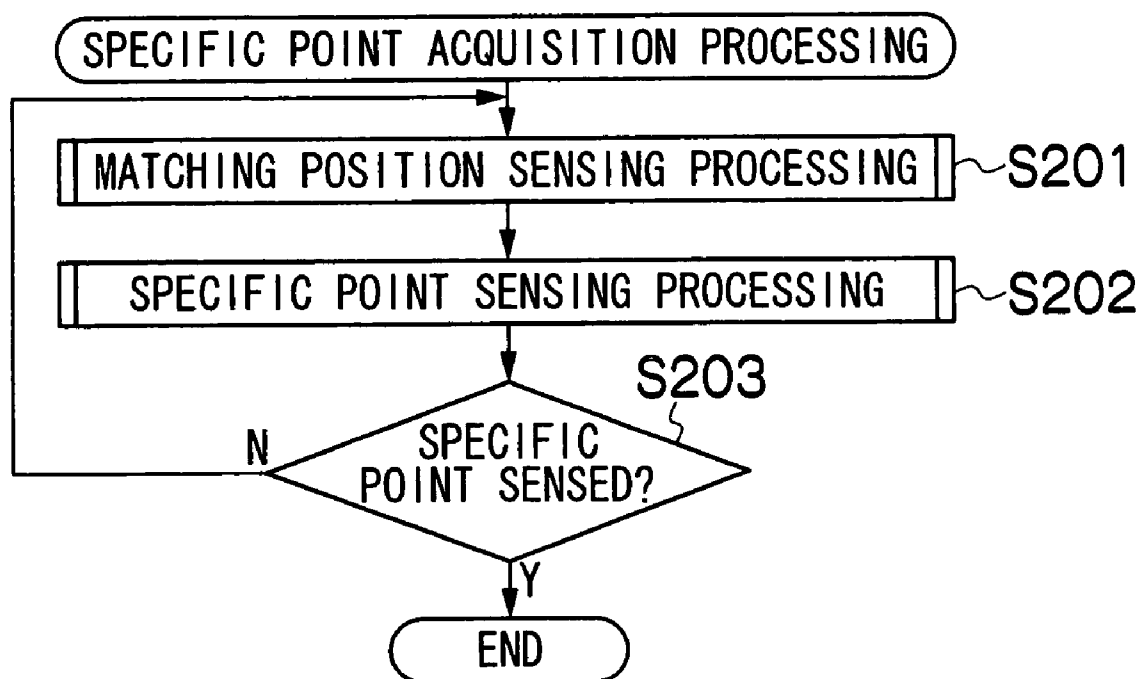 SPECIFIC POINT ACQUISITION PROCESSING
MATCHING POSITION SENSING PROCESSING
S201
SPECIFIC POINT SENSING PROCESSING
S202
S203
SPECIFIC
POINT SENSED?
N
Y
END